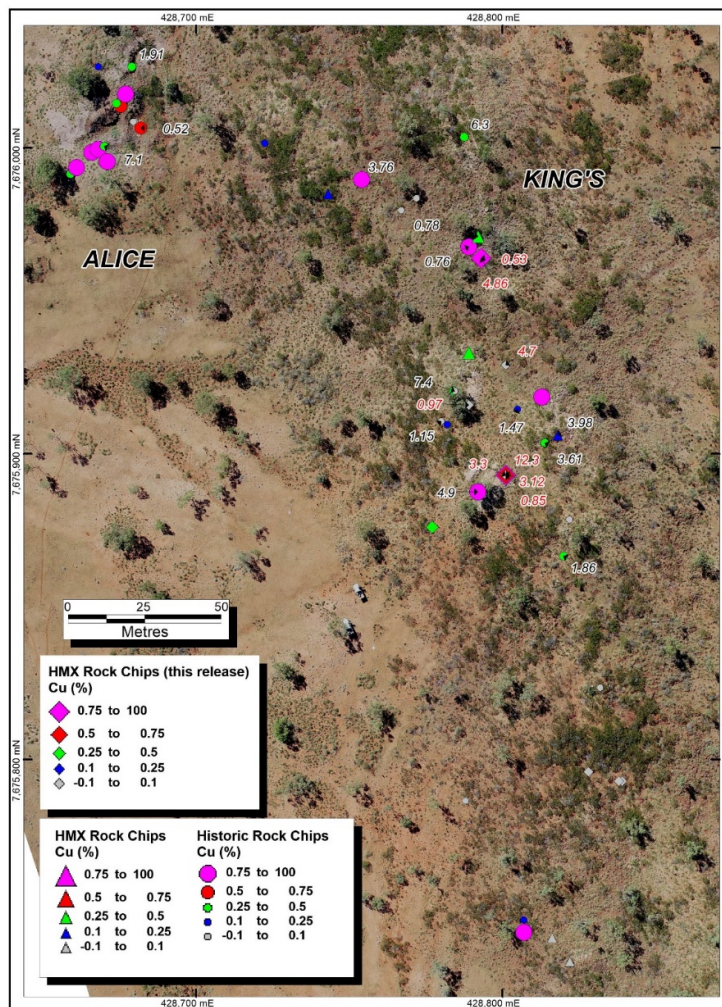 428,700 mE
428,800 mE
1.91
0.52
7.1
6.3
7,676,000 mN
3.76
KING'S
0.78
ALICE
0.76
0.53
4.86
4.7
7.4
0.97
1.15
1.47
3.98
7,675,900 mN
3.3
12.3
3.61
3.12
4.9
0.85
1.86
0 25 50
Metres
HMX Rock Chips (this release)
Cu (%)
0.75 to 100
0.5 to 0.75
0.25 to 0.5
0.1 to 0.25
-0.1 to 0.1
7,675,800 mN
HMX Rock Chips
Cu (%)
0.75 to 100
0.5 to 0.75
0.25 to 0.5
0.1 to 0.25
-0.1 to 0.1
Historic Rock Chips
Cu (%)
0.75 to 100
0.5 to 0.75
0.25 to 0.5
0.1 to 0.25
-0.1 to 0.1
428,700 mE
428,800 mE